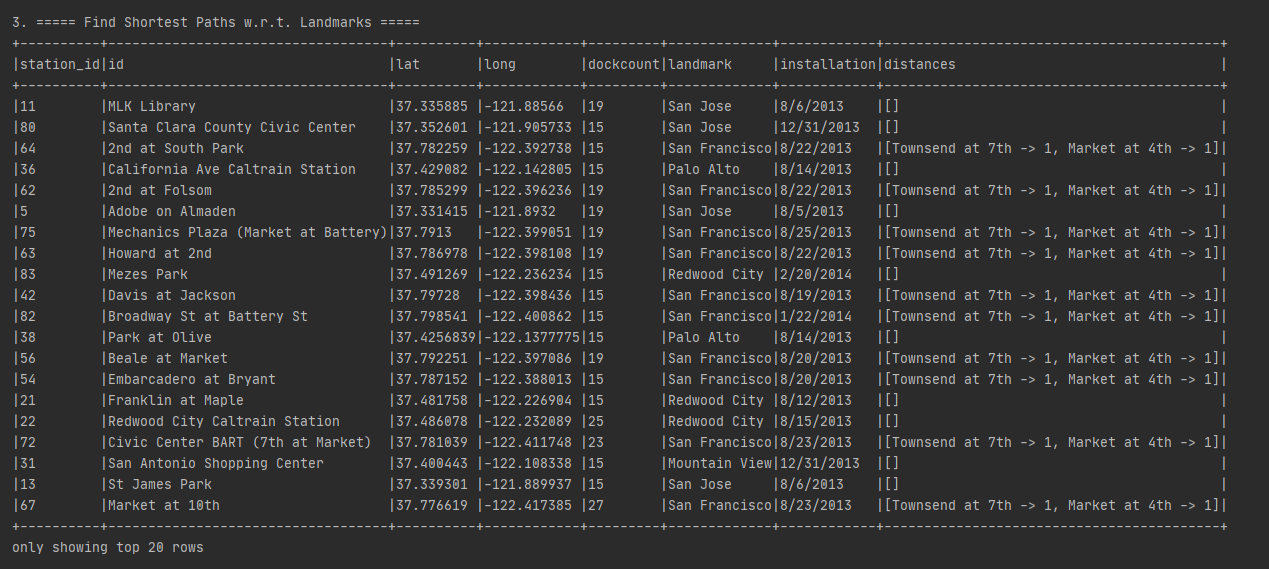 3. ===== Find Shortest Paths w.r.t. Landmarks =====
+----------+-----------------------------------+----------+------------+---------+-------------+------------+------------------------------------------+
|station_id|id                                 |lat       |long        |dockcount|landmark     |installation|distances                                 |
+----------+-----------------------------------+----------+------------+---------+-------------+------------+------------------------------------------+
|11        |MLK Library                        |37.335885 |-121.88566  |19       |San Jose     |8/6/2013    |[]                                        |
|80        |Santa Clara County Civic Center    |37.352601 |-121.905733 |15       |San Jose     |12/31/2013  |[]                                        |
|64        |2nd at South Park                  |37.782259 |-122.392738 |15       |San Francisco|8/22/2013   |[Townsend at 7th -> 1, Market at 4th -> 1]|
|36        |California Ave Caltrain Station    |37.429082 |-122.142805 |15       |Palo Alto    |8/14/2013   |[]                                        |
|62        |2nd at Folsom                      |37.785299 |-122.396236 |19       |San Francisco|8/22/2013   |[Townsend at 7th -> 1, Market at 4th -> 1]|
|5         |Adobe on Almaden                   |37.331415 |-121.8932   |19       |San Jose     |8/5/2013    |[]                                        |
|75        |Mechanics Plaza (Market at Battery)|37.7913   |-122.399051 |19       |San Francisco|8/25/2013   |[Townsend at 7th -> 1, Market at 4th -> 1]|
|63        |Howard at 2nd                      |37.786978 |-122.398108 |19       |San Francisco|8/22/2013   |[Townsend at 7th -> 1, Market at 4th -> 1]|
|83        |Mezes Park                         |37.491269 |-122.236234 |15       |Redwood City |2/20/2014   |[]                                        |
|42        |Davis at Jackson                   |37.79728  |-122.398436 |15       |San Francisco|8/19/2013   |[Townsend at 7th -> 1, Market at 4th -> 1]|
|82        |Broadway St at Battery St          |37.798541 |-122.400862 |15       |San Francisco|1/22/2014   |[Townsend at 7th -> 1, Market at 4th -> 1]|
|38        |Park at Olive                      |37.4256839|-122.1377775|15       |Palo Alto    |8/14/2013   |[]                                        |
|56        |Beale at Market                    |37.792251 |-122.397086 |19       |San Francisco|8/20/2013   |[Townsend at 7th -> 1, Market at 4th -> 1]|
|54        |Embarcadero at Bryant              |37.787152 |-122.388013 |15       |San Francisco|8/20/2013   |[Townsend at 7th -> 1, Market at 4th -> 1]|
|21        |Franklin at Maple                  |37.481758 |-122.226904 |15       |Redwood City |8/12/2013   |[]                                        |
|22        |Redwood City Caltrain Station      |37.486078 |-122.232089 |25       |Redwood City |8/15/2013   |[]                                        |
|72        |Civic Center BART (7th at Market)  |37.781039 |-122.411748 |23       |San Francisco|8/23/2013   |[Townsend at 7th -> 1, Market at 4th -> 1]|
|31        |San Antonio Shopping Center        |37.400443 |-122.108338 |15       |Mountain View|12/31/2013  |[]                                        |
|13        |St James Park                      |37.339301 |-121.889937 |15       |San Jose     |8/6/2013    |[]                                        |
|67        |Market at 10th                     |37.776619 |-122.417385 |27       |San Francisco|8/23/2013   |[Townsend at 7th -> 1, Market at 4th -> 1]|
+----------+-----------------------------------+----------+------------+---------+-------------+------------+------------------------------------------+
only showing top 20 rows